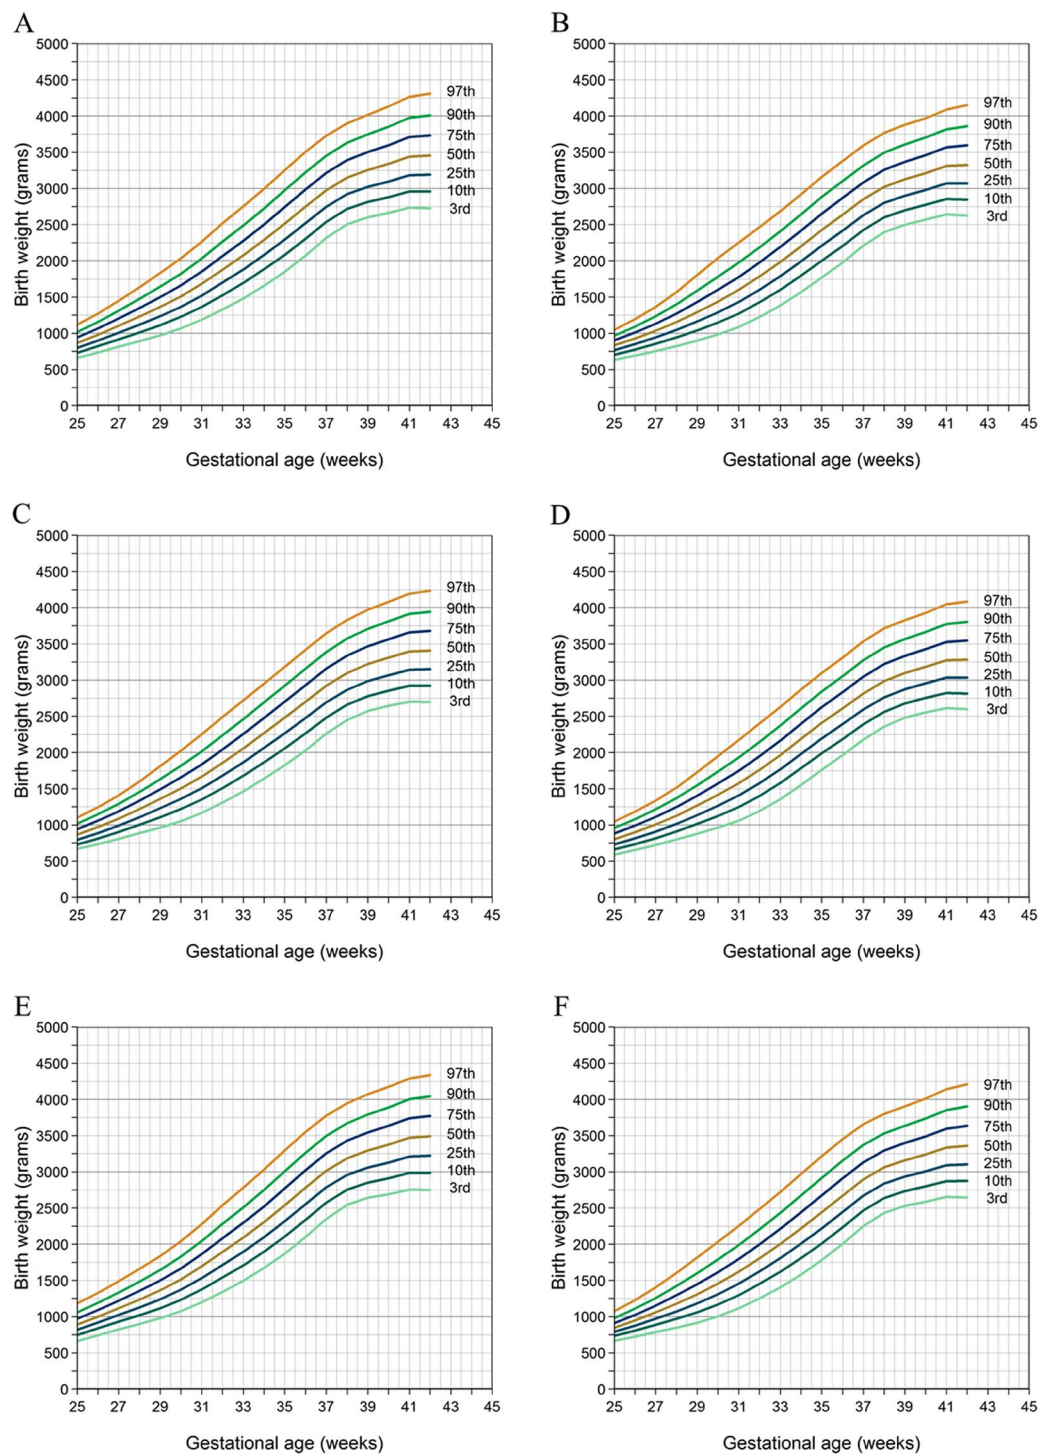 A
Birth weight (grams)
5000
4500
4000
3500
3000
2500
2000
1500
1000
500
0
97th
90th
75th
50th
25th
10th
3rd
25 27 29 31 33 35 37 39 41 43 45
Gestational age (weeks)
B
Birth weight (grams)
5000
4500
4000
3500
3000
2500
2000
1500
1000
500
0
97th
90th
75th
50th
25th
10th
3rd
25 27 29 31 33 35 37 39 41 43 45
Gestational age (weeks)
C
Birth weight (grams)
5000
4500
4000
3500
3000
2500
2000
1500
1000
500
0
97th
90th
75th
50th
25th
10th
3rd
25 27 29 31 33 35 37 39 41 43 45
Gestational age (weeks)
D
Birth weight (grams)
5000
4500
4000
3500
3000
2500
2000
1500
1000
500
0
97th
90th
75th
50th
25th
10th
3rd
25 27 29 31 33 35 37 39 41 43 45
Gestational age (weeks)
E
Birth weight (grams)
5000
4500
4000
3500
3000
2500
2000
1500
1000
500
0
97th
90th
75th
50th
25th
10th
3rd
25 27 29 31 33 35 37 39 41 43 45
Gestational age (weeks)
F
Birth weight (grams)
5000
4500
4000
3500
3000
2500
2000
1500
1000
500
0
97th
90th
75th
50th
25th
10th
3rd
25 27 29 31 33 35 37 39 41 43 45
Gestational age (weeks)